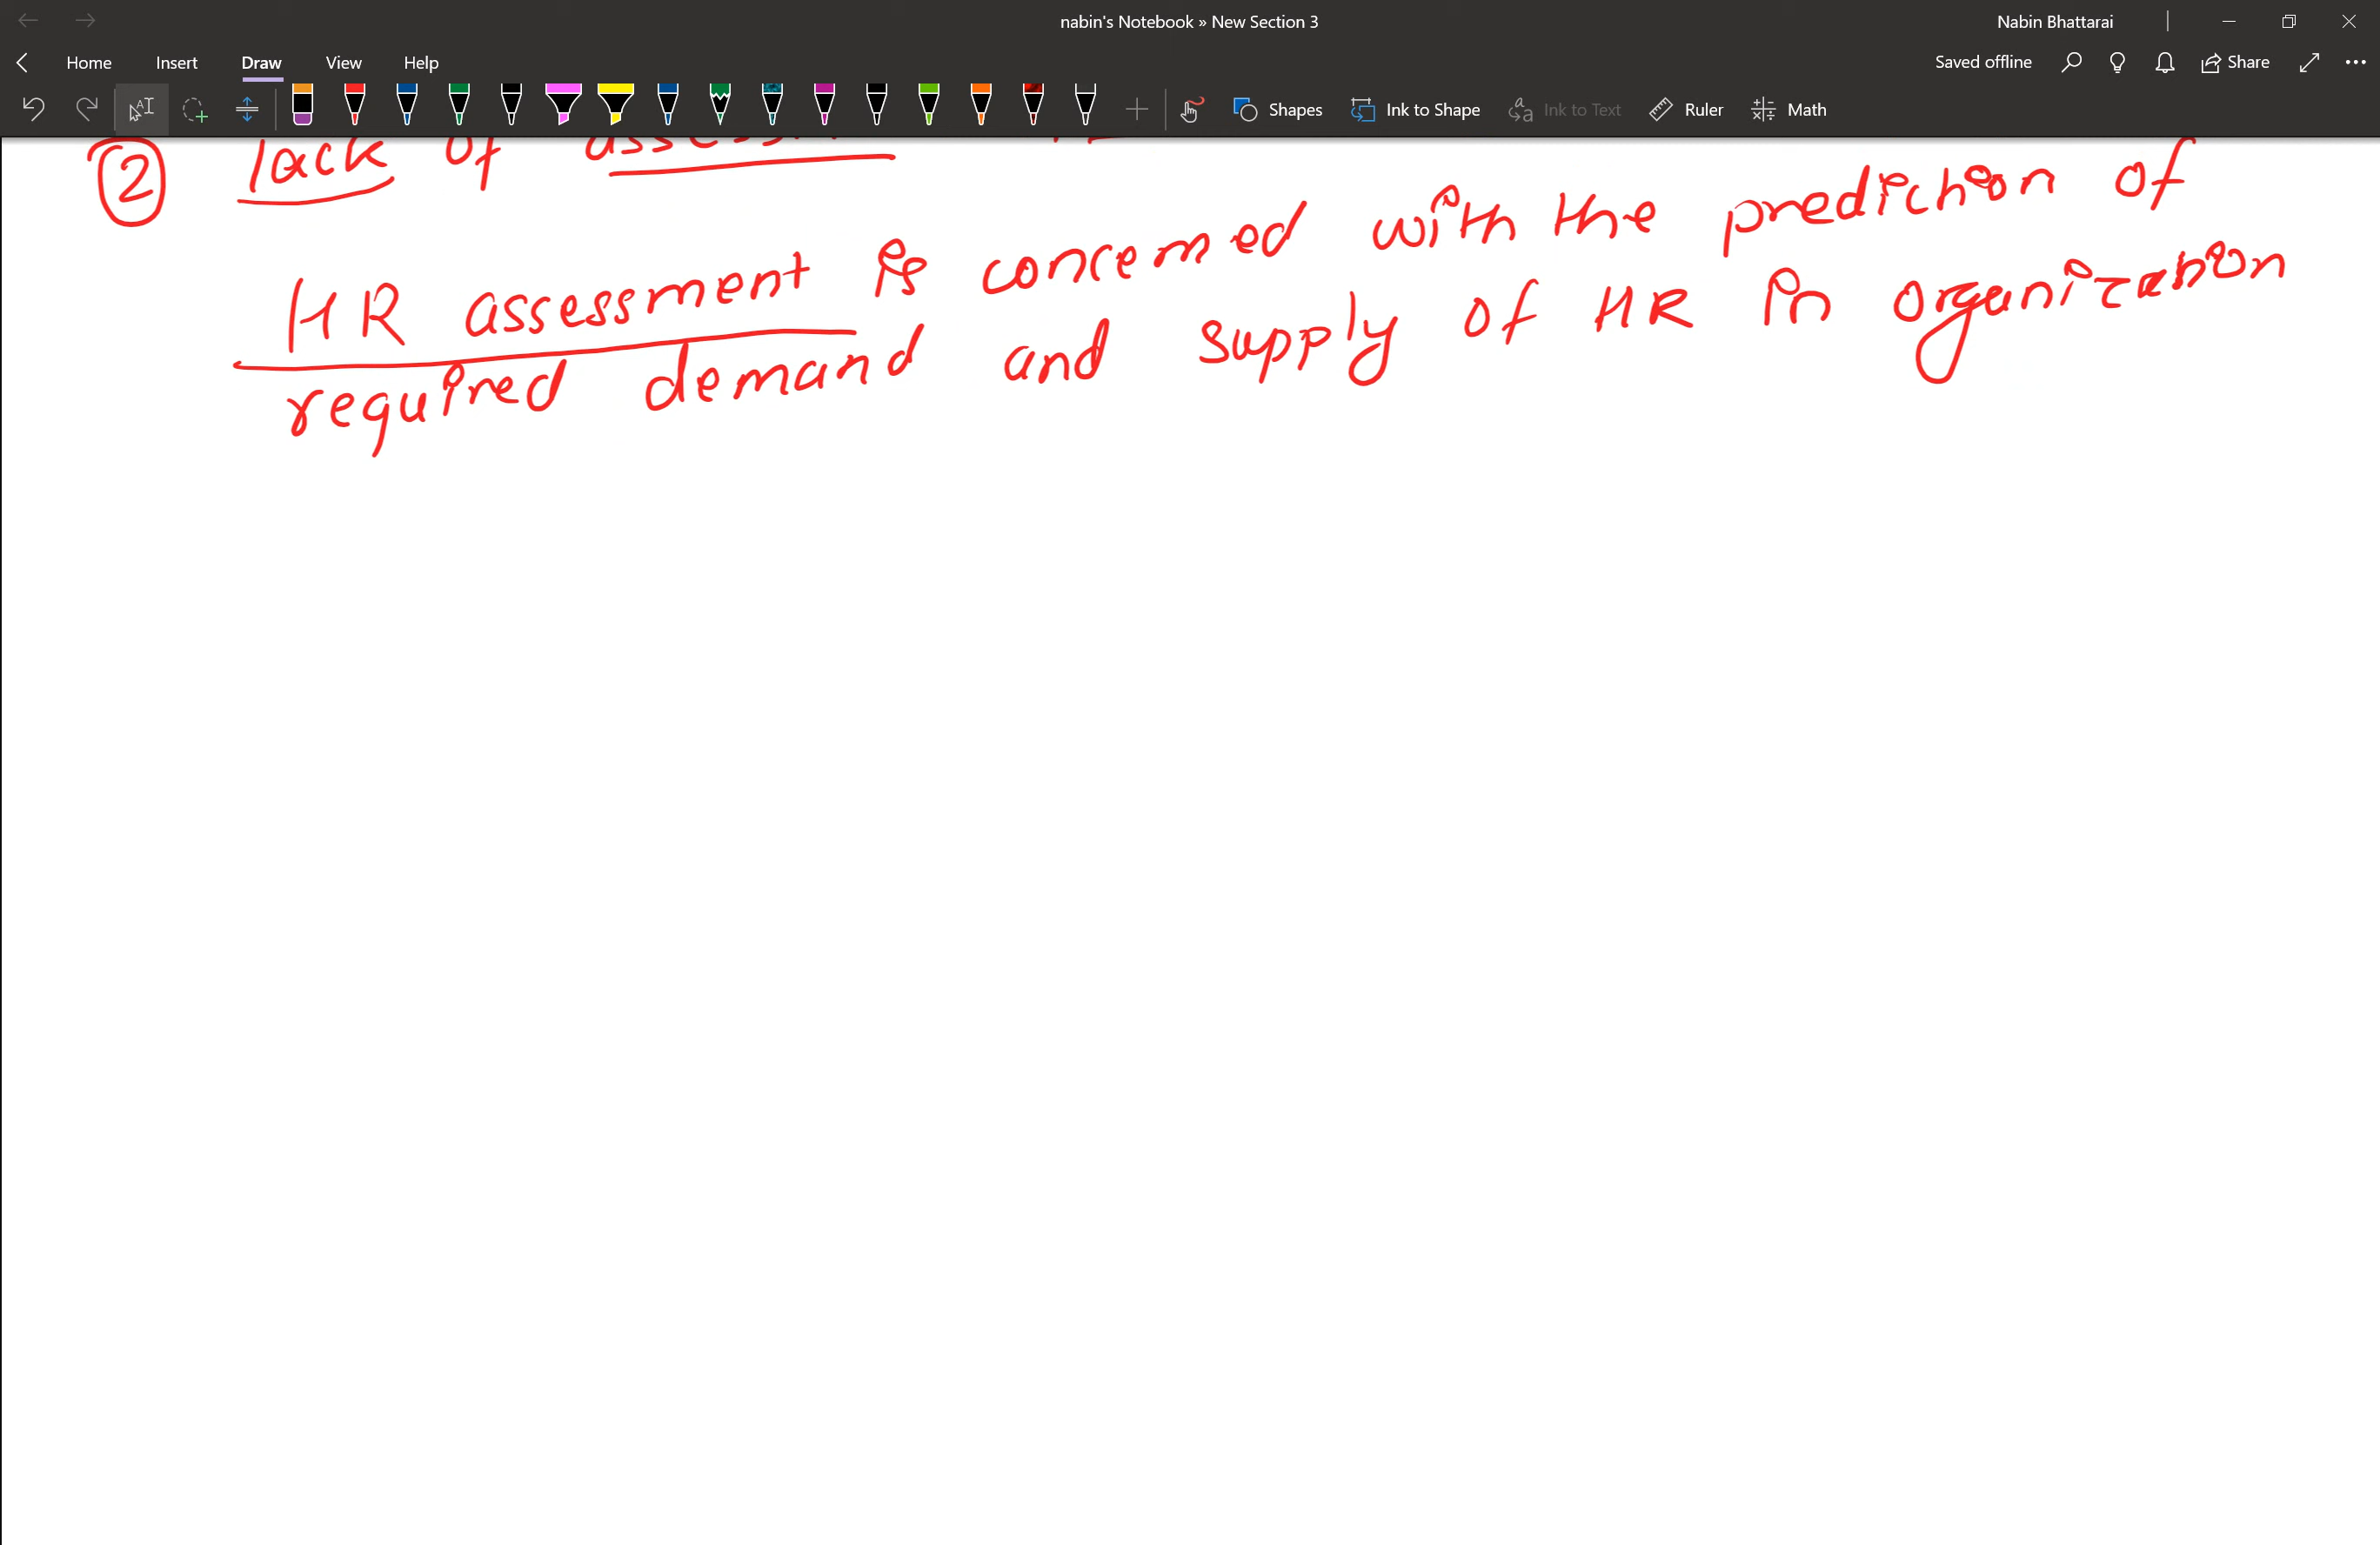 nabin's Notebook » New Section 3
Nabin Bhattarai
Home Insert Draw View Help
Saved offline
Share
Shapes Ink to Shape Ink to Text Ruler Math
② lack of
HR assessment is concerned with the prediction of
required demand and supply of HR in organization